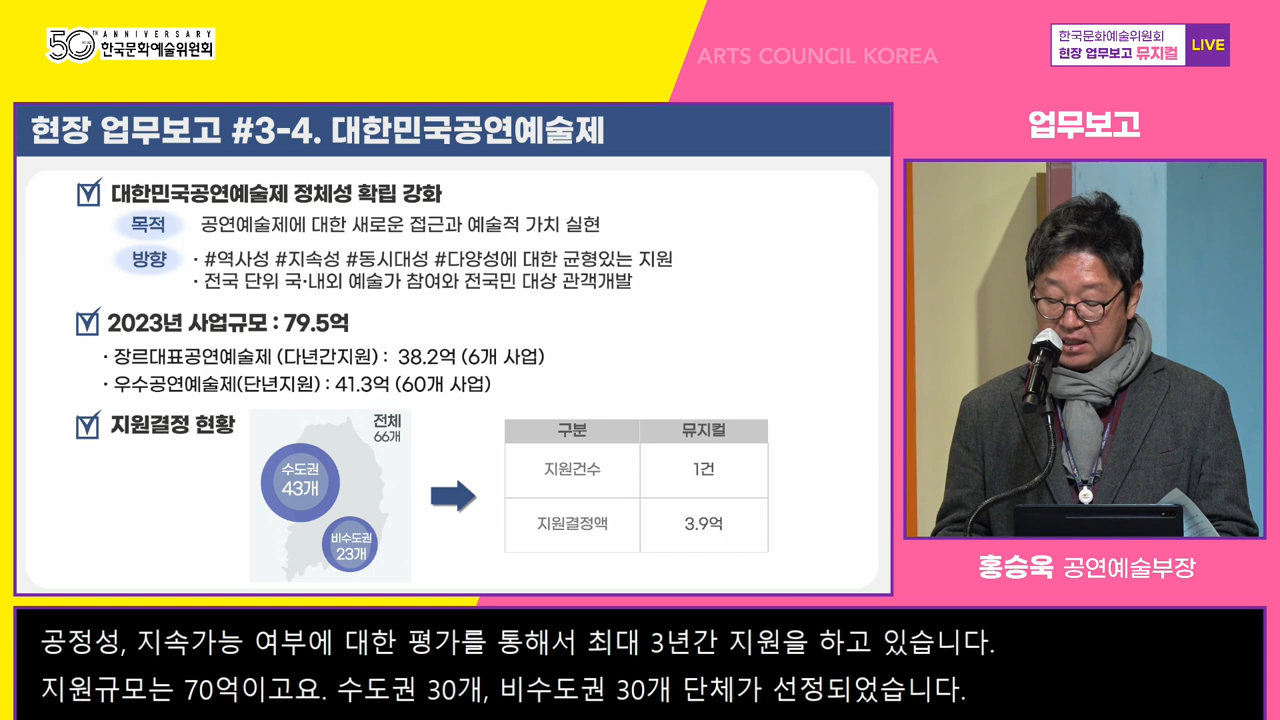 50TH ANNIVERSARY
한국문화예술위원회
ARTS COUNCIL KOREA
한국문화예술위원회
현장 업무보고 뮤지컬
LIVE
현장 업무보고 #3-4. 대한민국공연예술제
대한민국공연예술제 정체성 확립 강화
목적 공연예술제에 대한 새로운 접근과 예술적 가치 실현
방향 · #역사성 #지속성 #동시대성 #다양성에 대한 균형있는 지원
· 전국 단위 국·내외 예술가 참여와 전국민 대상 관객개발
2023년 사업규모 : 79.5억
· 장르대표공연예술제 (다년간지원) : 38.2억 (6개 사업)
· 우수공연예술제(단년지원) : 41.3억 (60개 사업)
지원결정 현황
전체
66개
수도권
43개
비수도권
23개
구분 뮤지컬
지원건수 1건
지원결정액 3.9억
업무보고
홍승욱 공연예술부장
공정성, 지속가능 여부에 대한 평가를 통해서 최대 3년간 지원을 하고 있습니다.
지원규모는 70억이고요. 수도권 30개, 비수도권 30개 단체가 선정되었습니다.